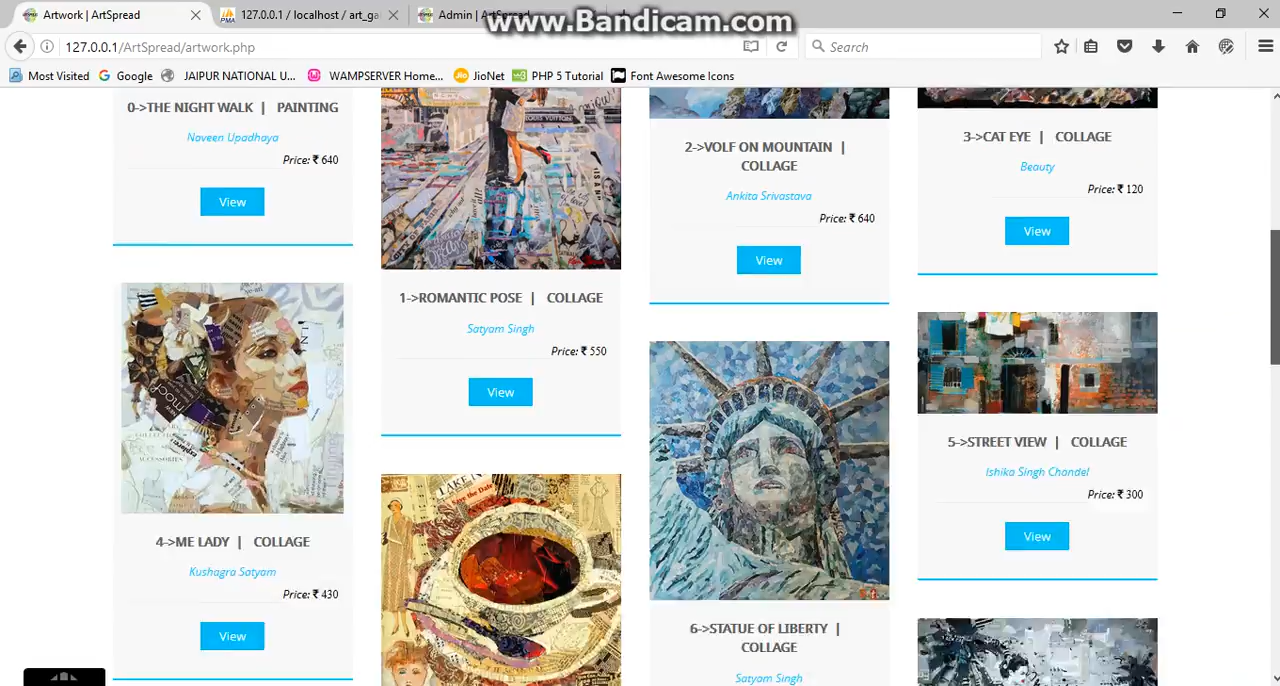 Artwork | ArtSpread
127.0.0.1 / localhost / art_ga
Admin | ArtSpread
www.Bandicam.com
127.0.0.1/ArtSpread/artwork.php
Search
Most Visited
Google
JAIPUR NATIONAL U...
WAMPSERVER Home...
JioNet
PHP 5 Tutorial
Font Awesome Icons
0->THE NIGHT WALK | PAINTING
Naveen Upadhaya
Price: ₹ 640
View
1->ROMANTIC POSE | COLLAGE
Satyam Singh
Price: ₹ 550
View
2->VOLF ON MOUNTAIN |
COLLAGE
Ankita Srivastava
Price: ₹ 640
View
3->CAT EYE | COLLAGE
Beauty
Price: ₹ 120
View
4->ME LADY | COLLAGE
Kushagra Satyam
Price: ₹ 430
View
5->STREET VIEW | COLLAGE
Ishika Singh Chandel
Price: ₹ 300
View
6->STATUE OF LIBERTY |
COLLAGE
Satyam Singh